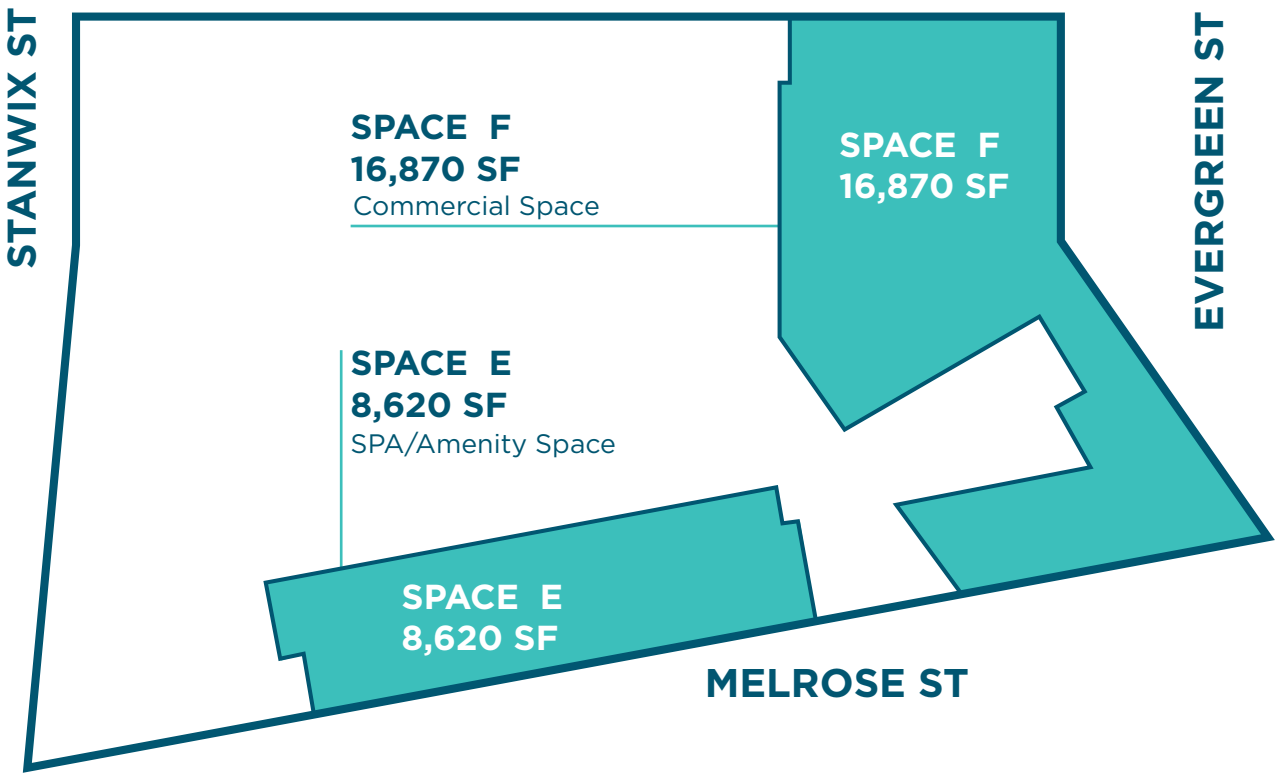 STANWIX ST
SPACE F
16,870 SF
Commercial Space
SPACE F
16,870 SF
EVERGREEN ST
SPACE E
8,620 SF
SPA/Amenity Space
SPACE E
8,620 SF
MELROSE ST